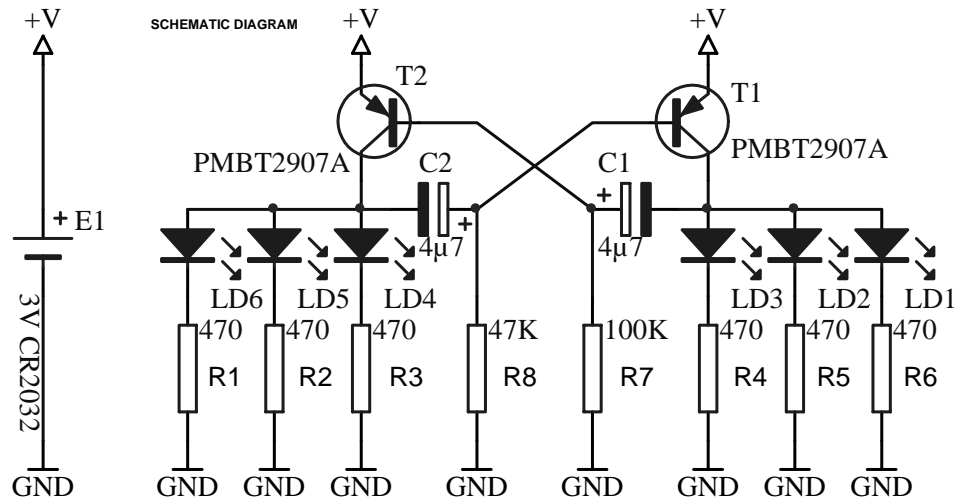 +V
SCHEMATIC DIAGRAM
+V
+V
T2
T1
PMBT2907A
C2
C1
PMBT2907A
+ E1
+
+
4µ7
4µ7
LD6
LD5
LD4
LD3
LD2
LD1
3V CR2032
470
470
470
47K
100K
470
470
470
R1
R2
R3
R8
R7
R4
R5
R6
GND
GND
GND
GND
GND
GND
GND
GND
GND